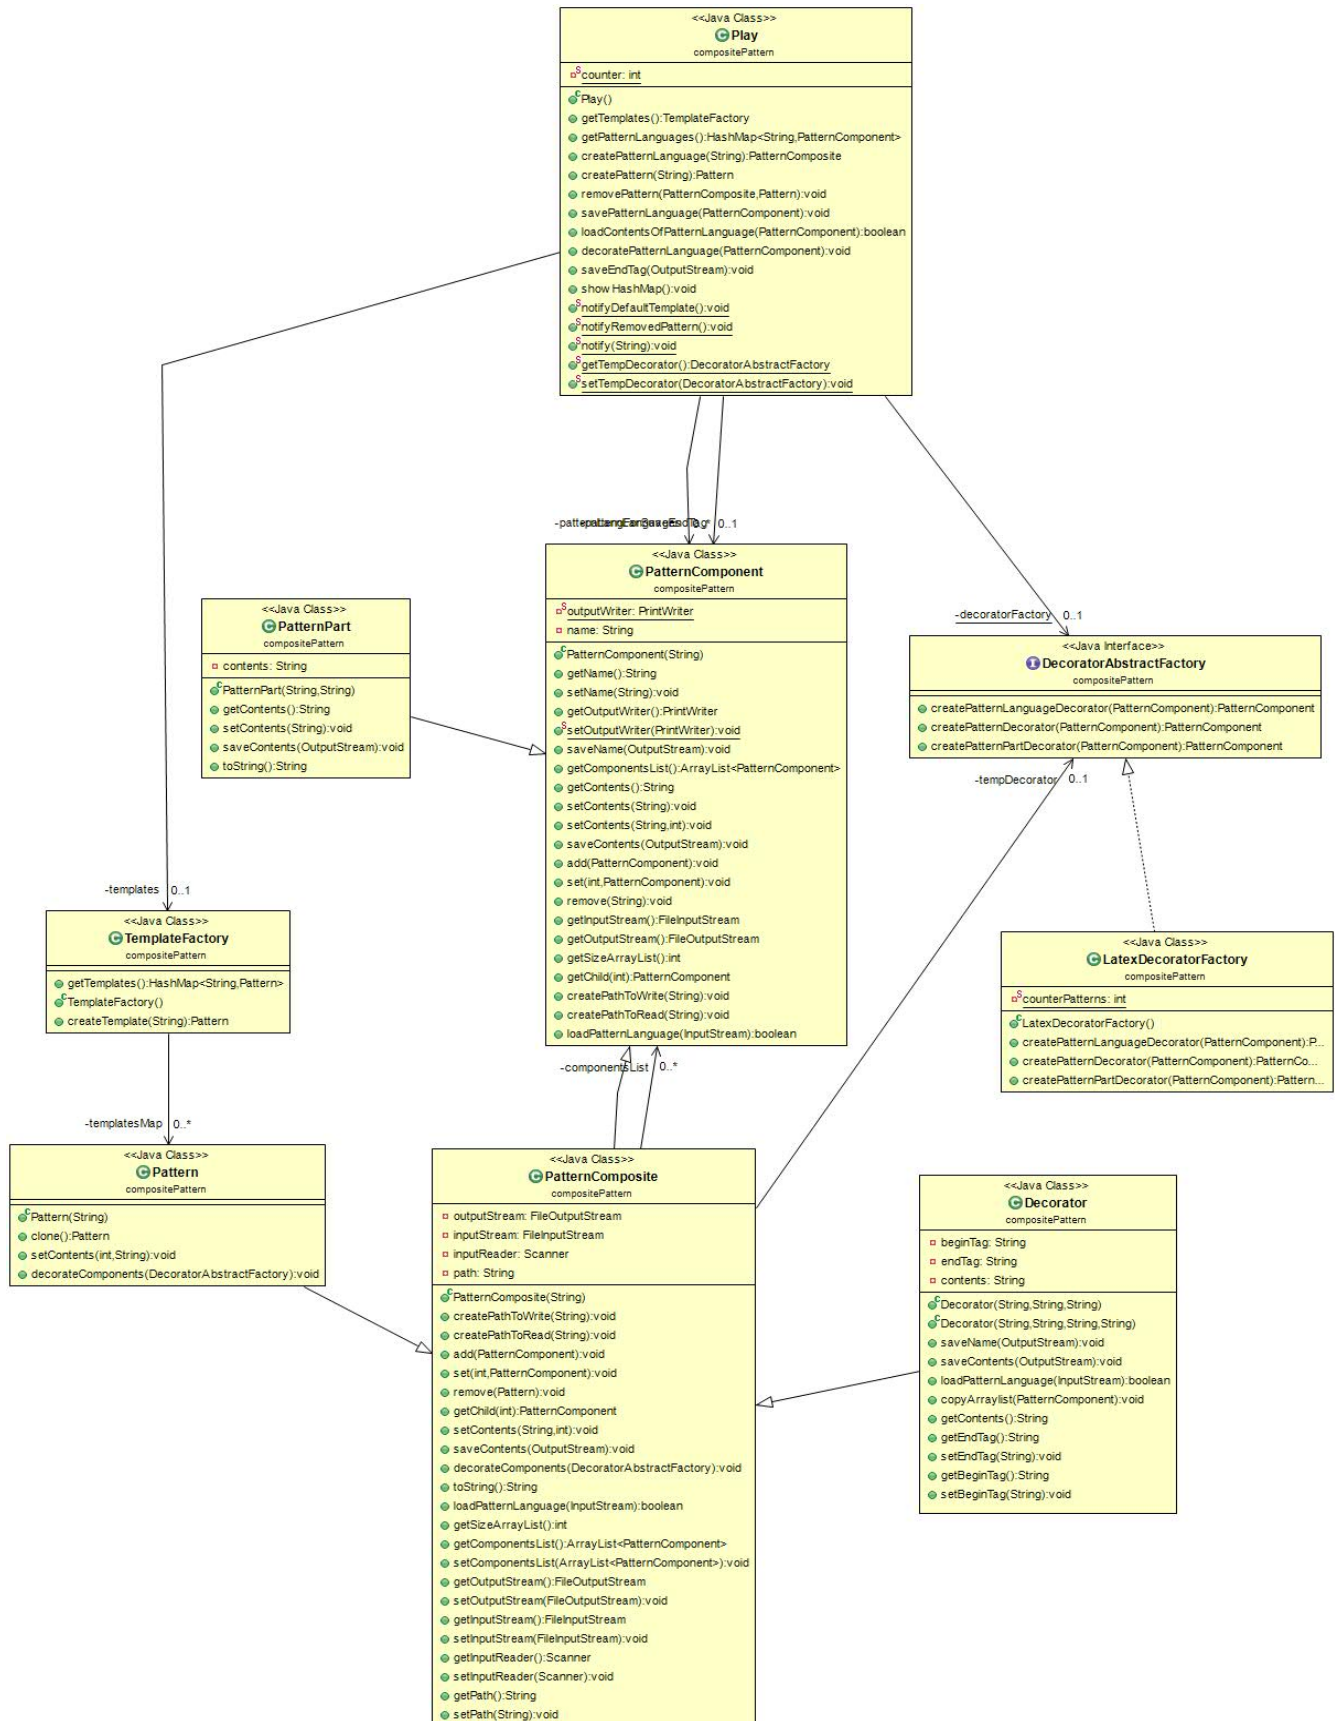 <<Java Class>>
Play
compositePattern
counter: int
Play()
getTemplates():TemplateFactory
getPatternLanguages():HashMap<String,PatternComponent>
createPatternLanguage(String):PatternComposite
createPattern(String):Pattern
removePattern(PatternComposite,Pattern):void
savePatternLanguage(PatternComponent):void
loadContentsOfPatternLanguage(PatternComponent):boolean
decoratePatternLanguage(PatternComponent):void
saveEndTag(OutputStream):void
showHashMap():void
notifyDefaultTemplate():void
notifyRemovedPattern():void
notify(String):void
getTempDecorator():DecoratorAbstractFactory
setTempDecorator(DecoratorAbstractFactory):void
0..1
<<Java Class>>
PatternComponent
compositePattern
outputWriter: PrintWriter
name: String
PatternComponent(String)
getName():String
setName(String):void
getOutputWriter():PrintWriter
setOutputWriter(PrintWriter):void
saveName(OutputStream):void
getComponentsList():ArrayList<PatternComponent>
getContents():String
setContents(String):void
setContents(String,int):void
saveContents(OutputStream):void
add(PatternComponent):void
set(int,PatternComponent):void
remove(String):void
getInputStream():FileInputStream
getOutputStream():FileOutputStream
getSizeArrayList():int
getChild(int):PatternComponent
createPathToWrite(String):void
createPathToRead(String):void
loadPatternLanguage(InputStream):boolean
<<Java Class>>
PatternPart
compositePattern
contents: String
PatternPart(String,String)
getContents():String
setContents(String):void
saveContents(OutputStream):void
toString():String
-decoratorFactory 0..1
<<Java Interface>>
DecoratorAbstractFactory
compositePattern
createPatternLanguageDecorator(PatternComponent):PatternComponent
createPatternDecorator(PatternComponent):PatternComponent
createPatternPartDecorator(PatternComponent):PatternComponent
-tempDecorator 0..1
-templates 0..1
<<Java Class>>
TemplateFactory
compositePattern
getTemplates():HashMap<String,Pattern>
TemplateFactory()
createTemplate(String):Pattern
<<Java Class>>
LatexDecoratorFactory
compositePattern
counterPatterns: int
LatexDecoratorFactory()
createPatternLanguageDecorator(PatternComponent):P...
createPatternDecorator(PatternComponent):PatternCo...
createPatternPartDecorator(PatternComponent):Pattern...
-componentsList 0..*
-templatesMap 0..*
<<Java Class>>
Pattern
compositePattern
Pattern(String)
clone():Pattern
setContents(int,String):void
decorateComponents(DecoratorAbstractFactory):void
<<Java Class>>
PatternComposite
compositePattern
outputStream: FileOutputStream
inputStream: FileInputStream
inputReader: Scanner
path: String
PatternComposite(String)
createPathToWrite(String):void
createPathToRead(String):void
add(PatternComponent):void
set(int,PatternComponent):void
remove(Pattern):void
getChild(int):PatternComponent
setContents(String,int):void
saveContents(OutputStream):void
decorateComponents(DecoratorAbstractFactory):void
toString():String
loadPatternLanguage(InputStream):boolean
getSizeArrayList():int
getComponentsList():ArrayList<PatternComponent>
setComponentsList(ArrayList<PatternComponent>):void
getOutputStream():FileOutputStream
setOutputStream(FileOutputStream):void
getInputStream():FileInputStream
setInputStream(FileInputStream):void
getInputReader():Scanner
setInputReader(Scanner):void
getPath():String
setPath(String):void
<<Java Class>>
Decorator
compositePattern
beginTag: String
endTag: String
contents: String
Decorator(String,String,String)
Decorator(String,String,String,String)
saveName(OutputStream):void
saveContents(OutputStream):void
loadPatternLanguage(InputStream):boolean
copyArraylist(PatternComponent):void
getContents():String
getEndTag():String
setEndTag(String):void
getBeginTag():String
setBeginTag(String):void